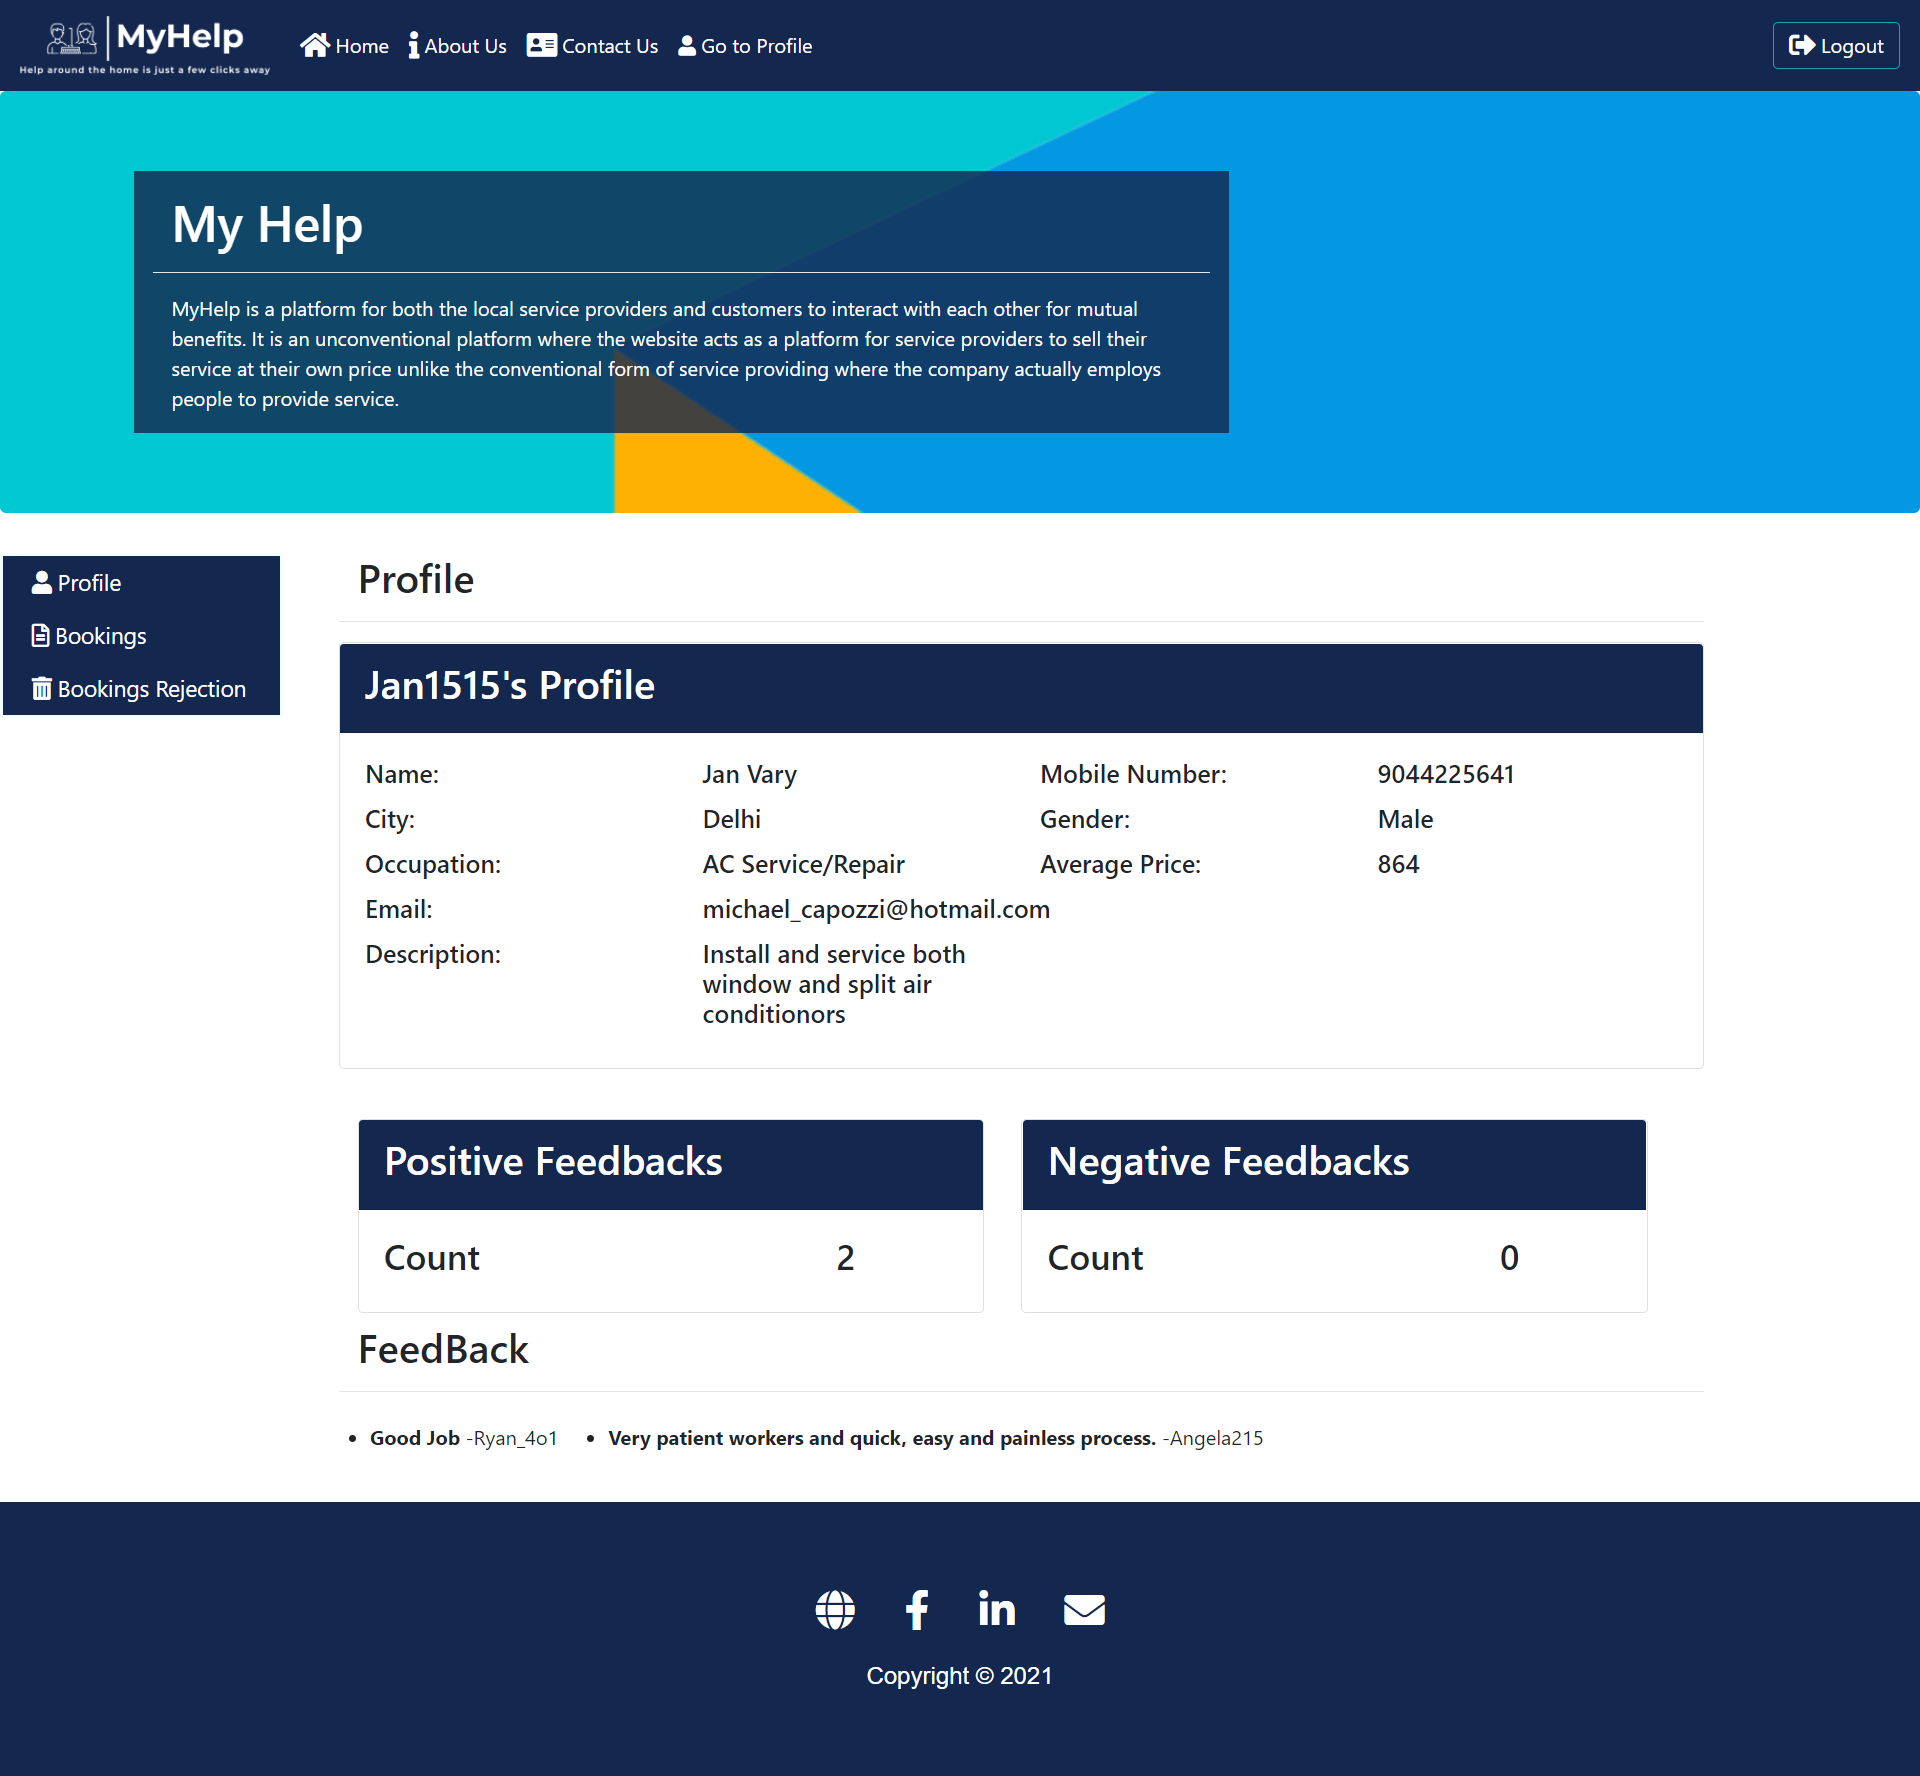 MyHelp
Help around the home is just a few clicks away
Home
About Us
Contact Us
Go to Profile
Logout
My Help
MyHelp is a platform for both the local service providers and customers to interact with each other for mutual
benefits. It is an unconventional platform where the website acts as a platform for service providers to sell their
service at their own price unlike the conventional form of service providing where the company actually employs
people to provide service.
Profile
Bookings
Bookings Rejection
Profile
Jan1515's Profile
Name: Jan Vary Mobile Number: 9044225641
City: Delhi Gender: Male
Occupation: AC Service/Repair Average Price: 864
Email: michael_capozzi@hotmail.com
Description: Install and service both
window and split air
conditionors
Positive Feedbacks
Count 2
Negative Feedbacks
Count 0
FeedBack
• Good Job -Ryan_4o1 • Very patient workers and quick, easy and painless process. -Angela215
Copyright © 2021